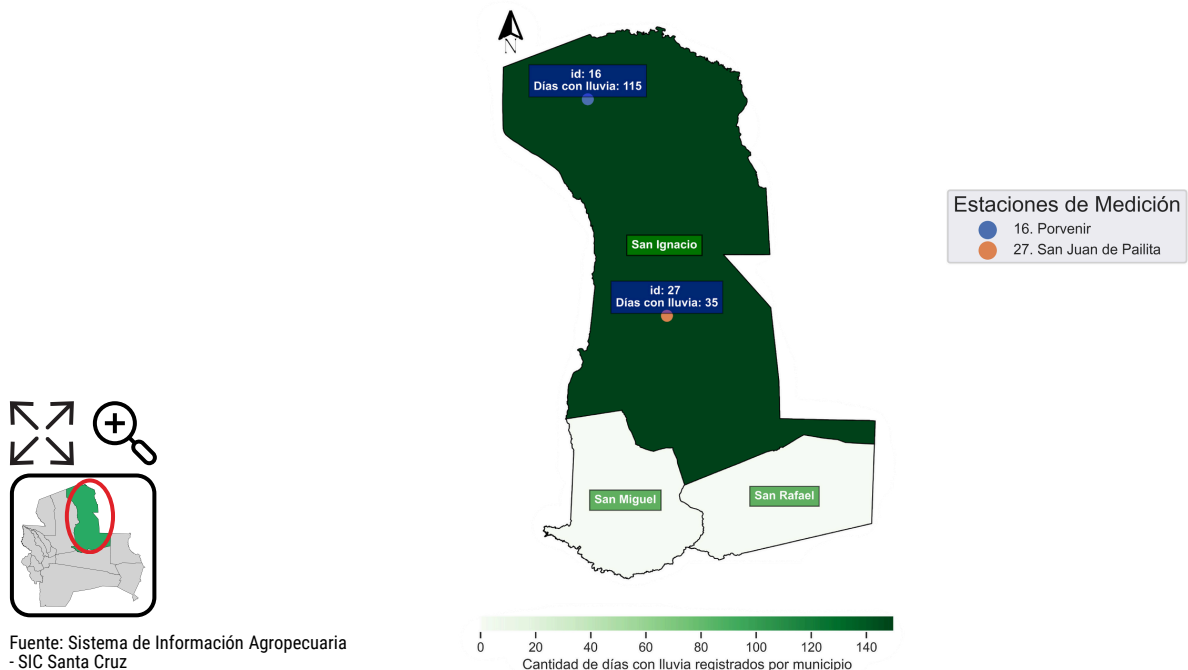 N
id: 16
Días con lluvia: 115
San Ignacio
id: 27
Días con lluvia: 35
San Miguel
San Rafael
Estaciones de Medición
16. Porvenir
27. San Juan de Pailita
0 20 40 60 80 100 120 140
Cantidad de días con lluvia registrados por municipio
Fuente: Sistema de Información Agropecuaria
- SIC Santa Cruz